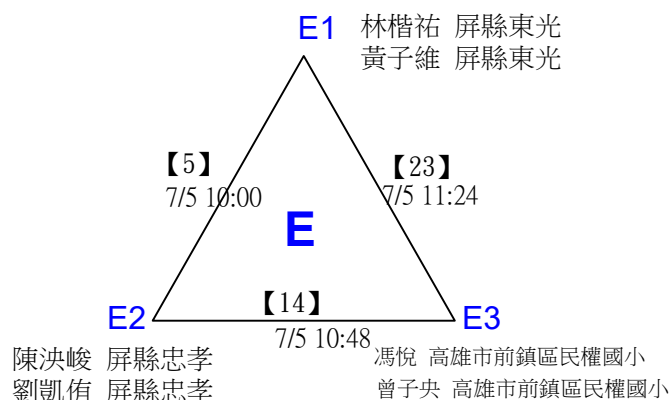 E1 林楷祐 屏縣東光
黃子維 屏縣東光
【5】
7/5 10:00
【23】
7/5 11:24
E
【14】
7/5 10:48
E2
E3
陳泱峻 屏縣忠孝
劉凱侑 屏縣忠孝
馮悅 高雄市前鎮區民權國小
曾子央 高雄市前鎮區民權國小